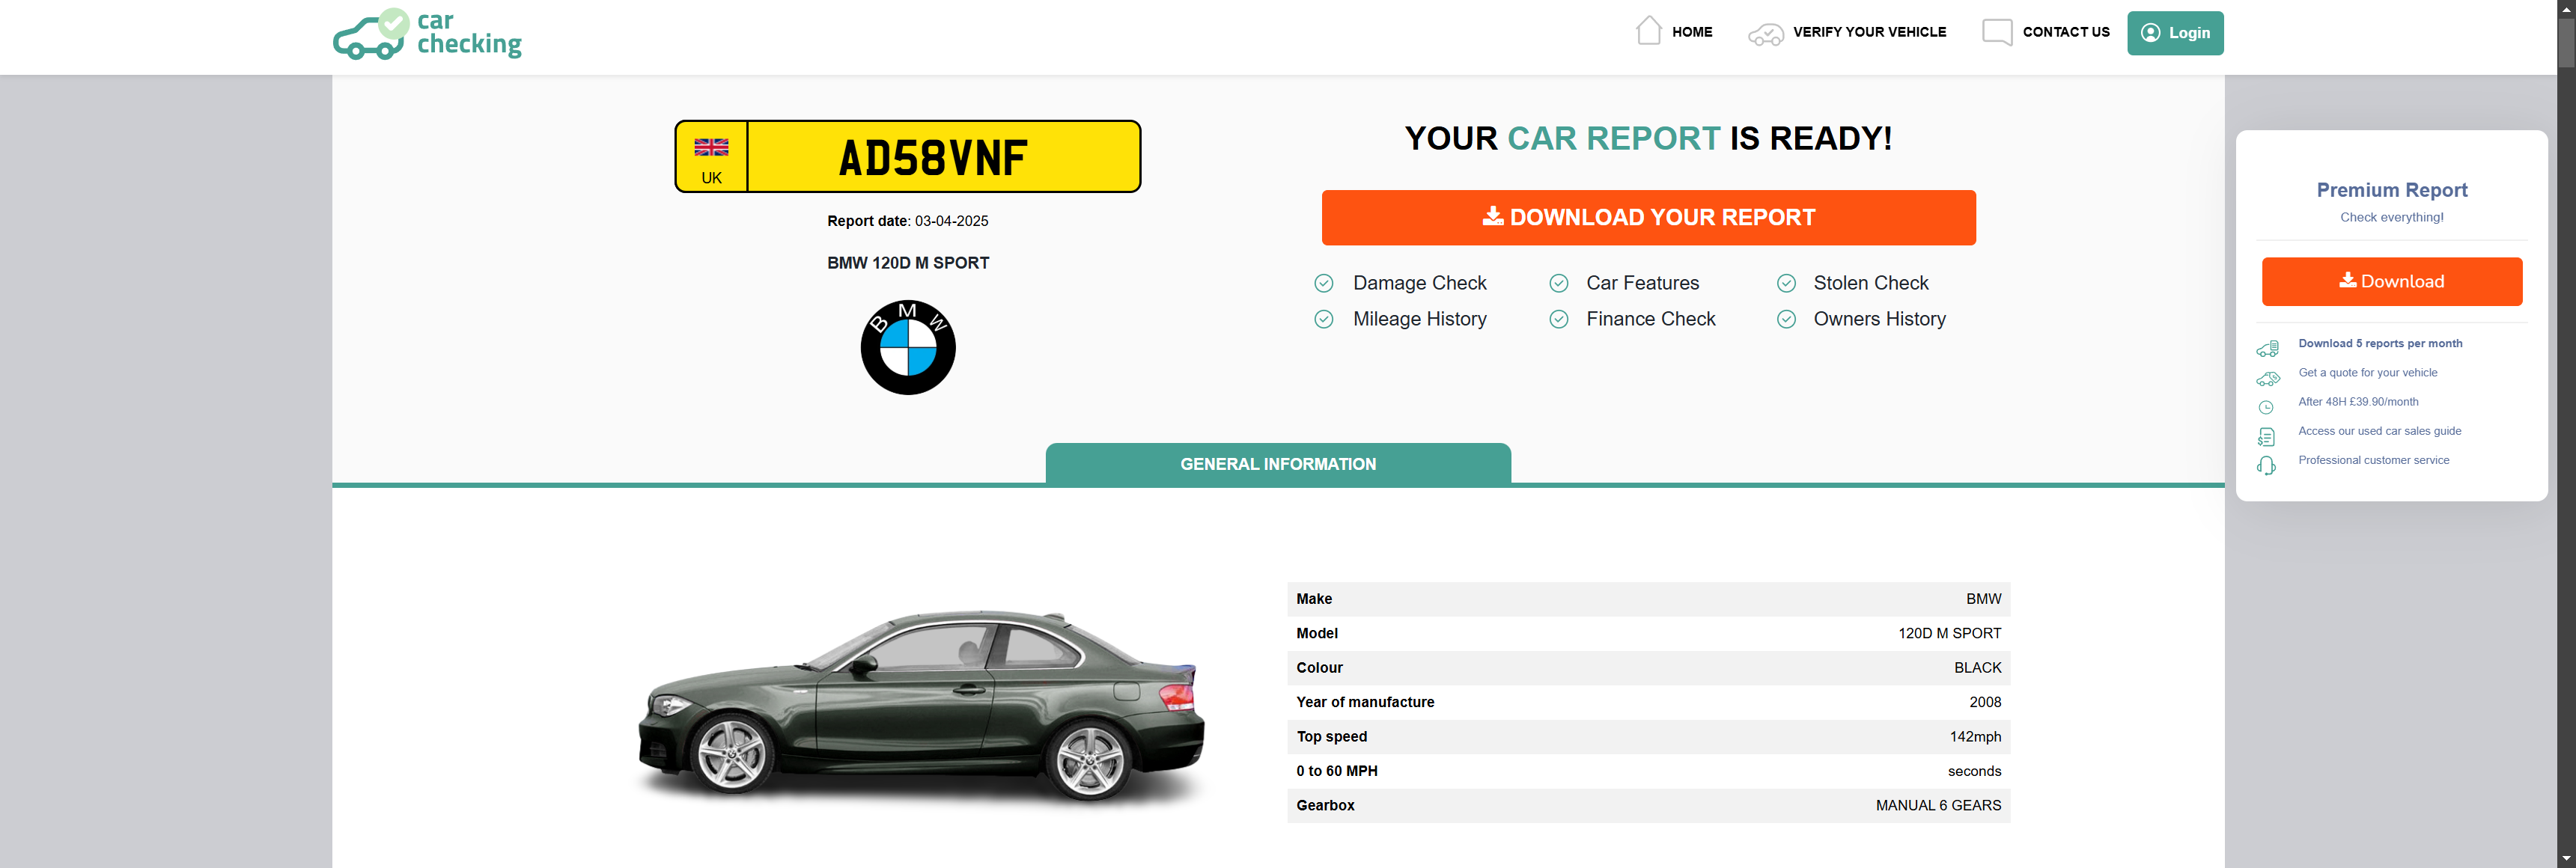 car
checking
HOME
VERIFY YOUR VEHICLE
CONTACT US
Login
UK
AD58VNF
Report date: 03-04-2025
BMW 120D M SPORT
BMW
YOUR CAR REPORT IS READY!
DOWNLOAD YOUR REPORT
Damage Check
Car Features
Stolen Check
Mileage History
Finance Check
Owners History
Premium Report
Check everything!
Download
Download 5 reports per month
Get a quote for your vehicle
After 48H £39.90/month
Access our used car sales guide
Professional customer service
GENERAL INFORMATION
Make BMW
Model 120D M SPORT
Colour BLACK
Year of manufacture 2008
Top speed 142mph
0 to 60 MPH seconds
Gearbox MANUAL 6 GEARS